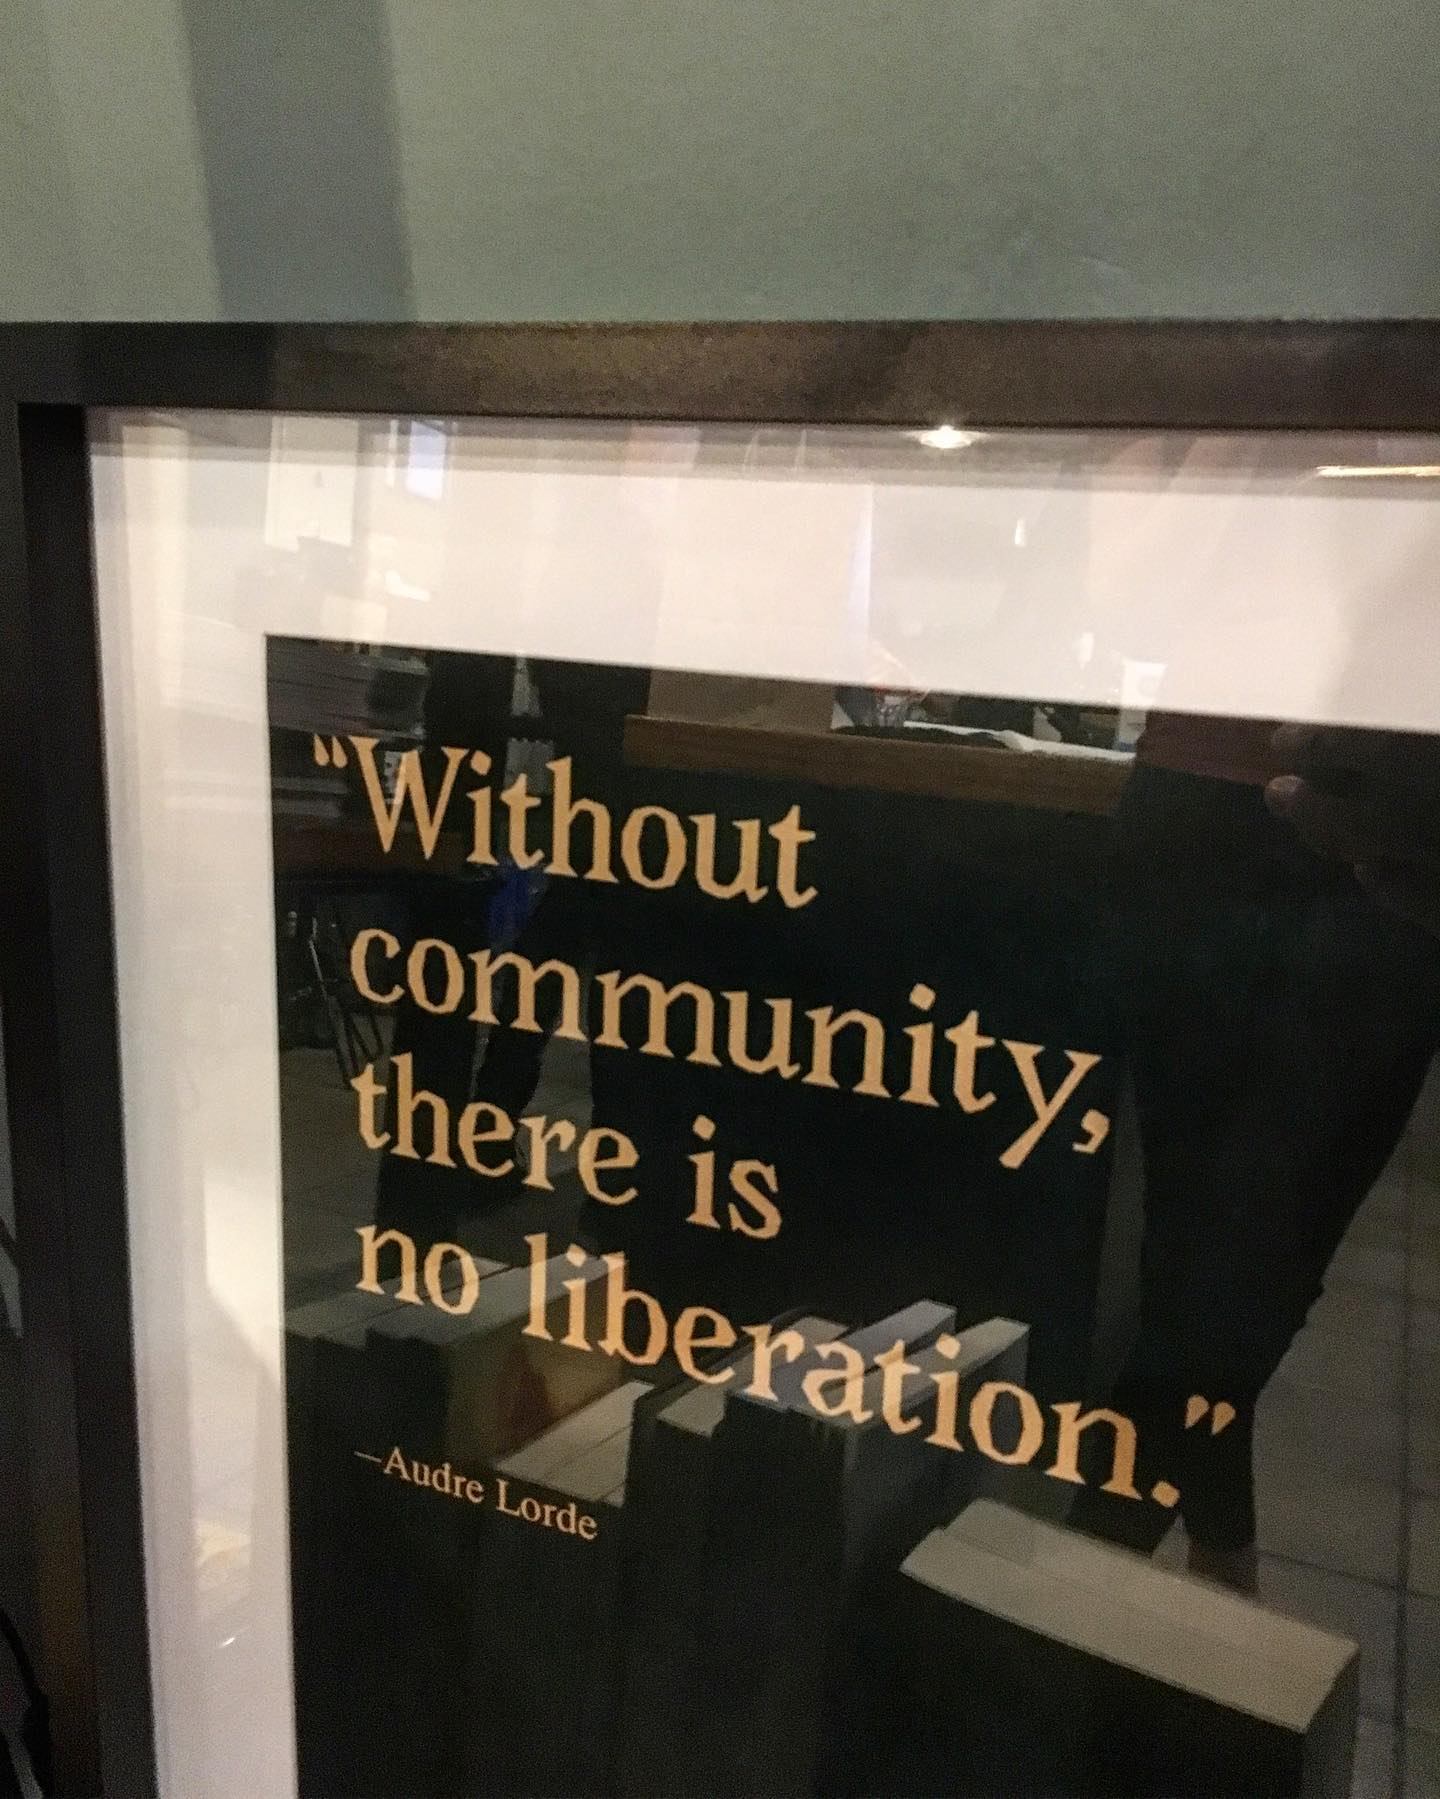 “Without
community,
there is
no liberation.”
—Audre Lorde